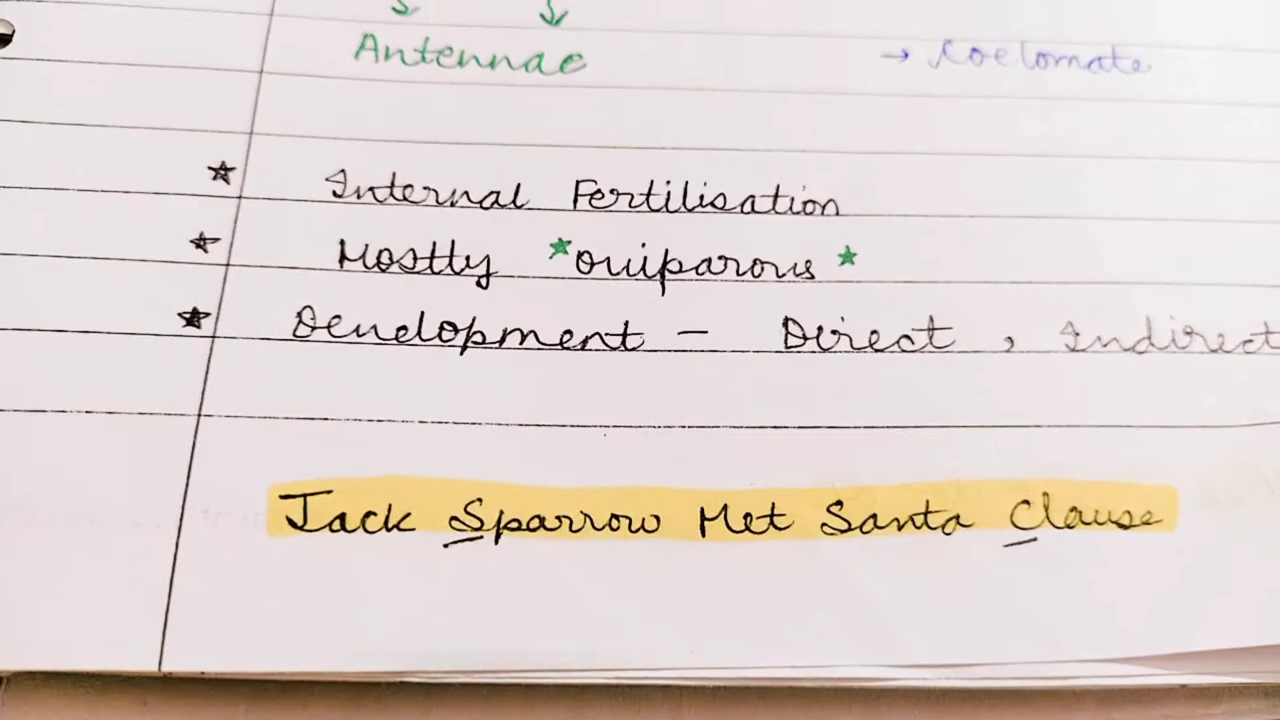 Antennae → Coelomate
★ Internal Fertilisation
★ Mostly *oviparous*
★ Development - Direct, Indirect
Jack Sparrow Met Santa Clause